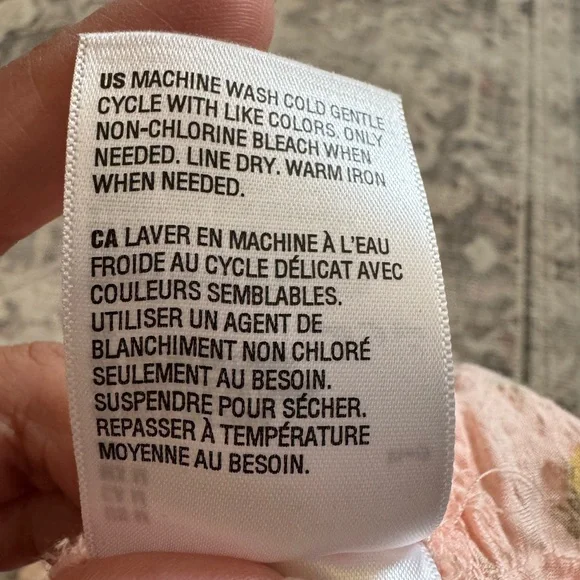 US MACHINE WASH COLD GENTLE
CYCLE WITH LIKE COLORS. ONLY
NON-CHLORINE BLEACH WHEN
NEEDED. LINE DRY. WARM IRON
WHEN NEEDED.
CA LAVER EN MACHINE À L'EAU
FROIDE AU CYCLE DÉLICAT AVEC
COULEURS SEMBLABLES.
UTILISER UN AGENT DE
BLANCHIMENT NON CHLORÉ
SEULEMENT AU BESOIN.
SUSPENDRE POUR SÉCHER.
REPASSER À TEMPÉRATURE
MOYENNE AU BESOIN.